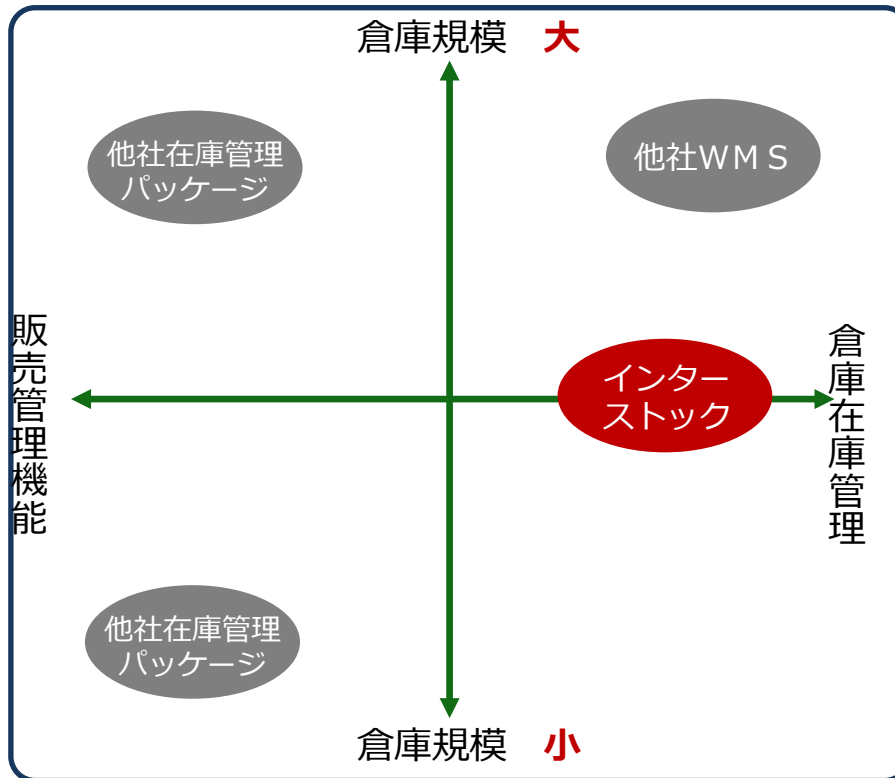 倉庫規模　大
他社在庫管理
パッケージ
他社ＷＭＳ
販売管理機能
インター
ストック
倉庫在庫管理
他社在庫管理
パッケージ
倉庫規模　小